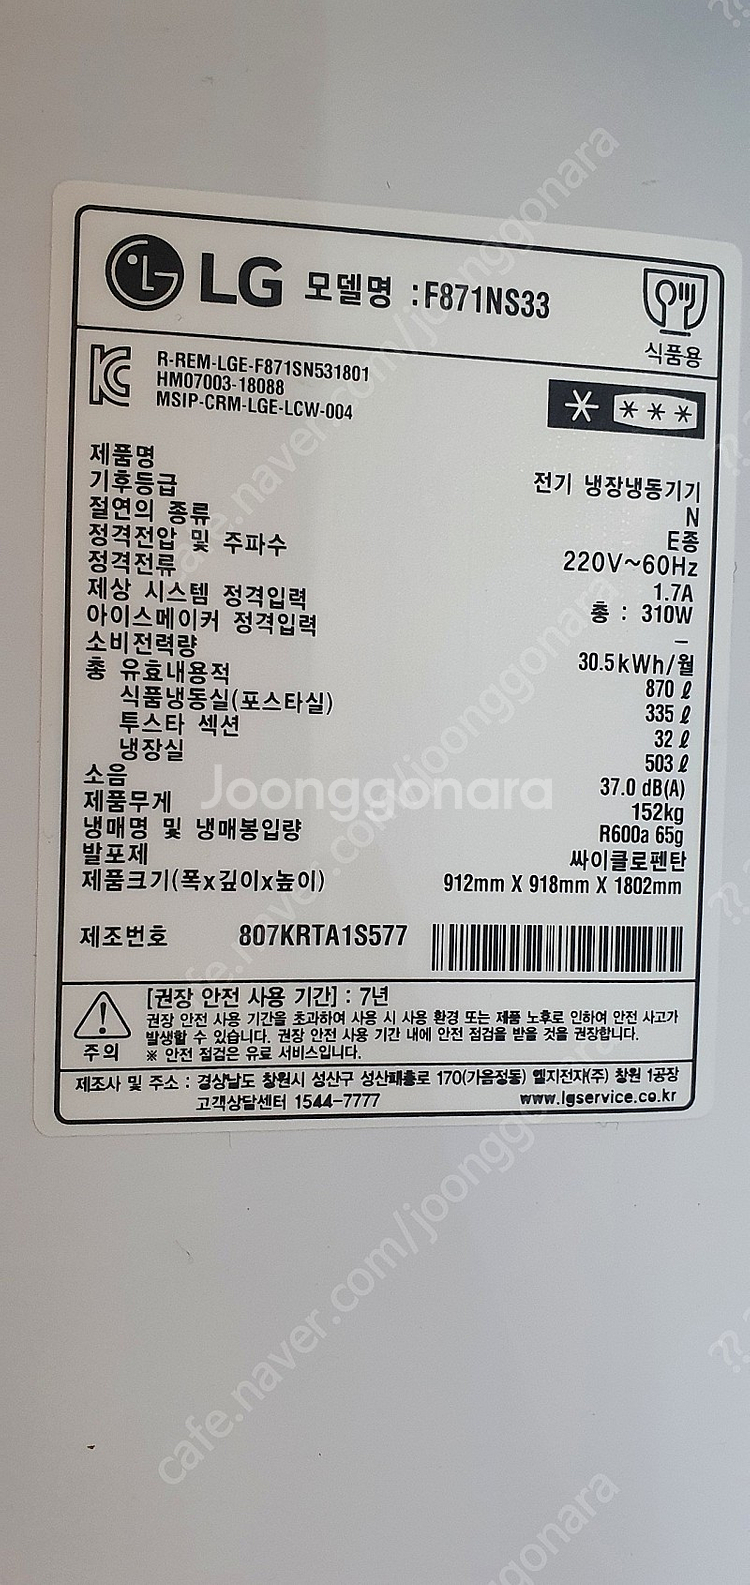 LG 모델명 : F871NS33
식품용
R-REM-LGE-F871SN531801
HM07003-18088
MSIP-CRM-LGE-LCW-004
제품명 전기 냉장냉동기기
기후등급 N
절연의 종류 E종
정격전압 및 주파수 220V~60Hz
정격전류 1.7A
제상 시스템 정격입력 총 : 310W
아이스메이커 정격입력 –
소비전력량 30.5kWh/월
총 유효내용적 870 ℓ
식품냉동실(포스타실) 335 ℓ
투스타 섹션 32 ℓ
냉장실 503 ℓ
소음 37.0 dB(A)
제품무게 152kg
냉매명 및 냉매봉입량 R600a 65g
발포제 싸이클로펜탄
제품크기(폭x깊이x높이) 912mm X 918mm X 1802mm
Joonggonara
제조번호 807KRTA1S577
[권장 안전 사용 기간] : 7년
권장 안전 사용 기간을 초과하여 사용 시 사용 환경 또는 제품 노후로 인하여 안전 사고가
발생할 수 있습니다. 권장 안전 사용 기간 내에 안전 점검을 받을 것을 권장합니다.
※ 안전 점검은 유료 서비스입니다.
주의
제조사 및 주소 : 경상남도 창원시 성산구 성산패총로 170(가음정동) 엘지전자(주) 창원 1공장
고객상담센터 1544-7777 www.lgservice.co.kr
cafe.naver.com/joonggonara
cafe.naver.com/joonggonara
cafe.naver.com/joonggonara
joonggonara